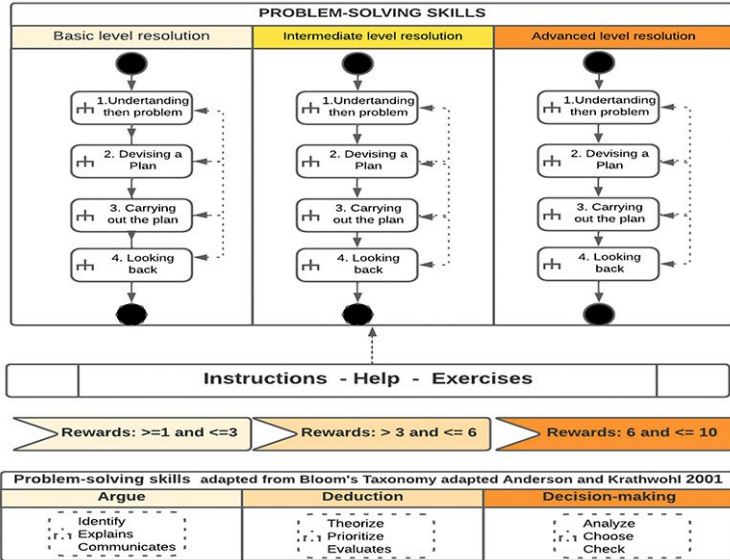 PROBLEM-SOLVING SKILLS
Basic level resolution
Intermediate level resolution
Advanced level resolution
1.Undertanding
then problem
2. Devising a
Plan
3. Carrying
out the plan
4. Looking
back
1.Undertanding
then problem
2. Devising a
Plan
3. Carrying
out the plan
4. Looking
back
1.Undertanding
then problem
2. Devising a
Plan
3. Carrying
out the plan
4. Looking
back
Instructions - Help - Exercises
Rewards: >=1 and <=3
Rewards: > 3 and <= 6
Rewards: 6 and <= 10
Problem-solving skills adapted from Bloom's Taxonomy adapted Anderson and Krathwohl 2001
Argue
Deduction
Decision-making
Identify
Explains
Communicates
Theorize
Prioritize
Evaluates
Analyze
Choose
Check